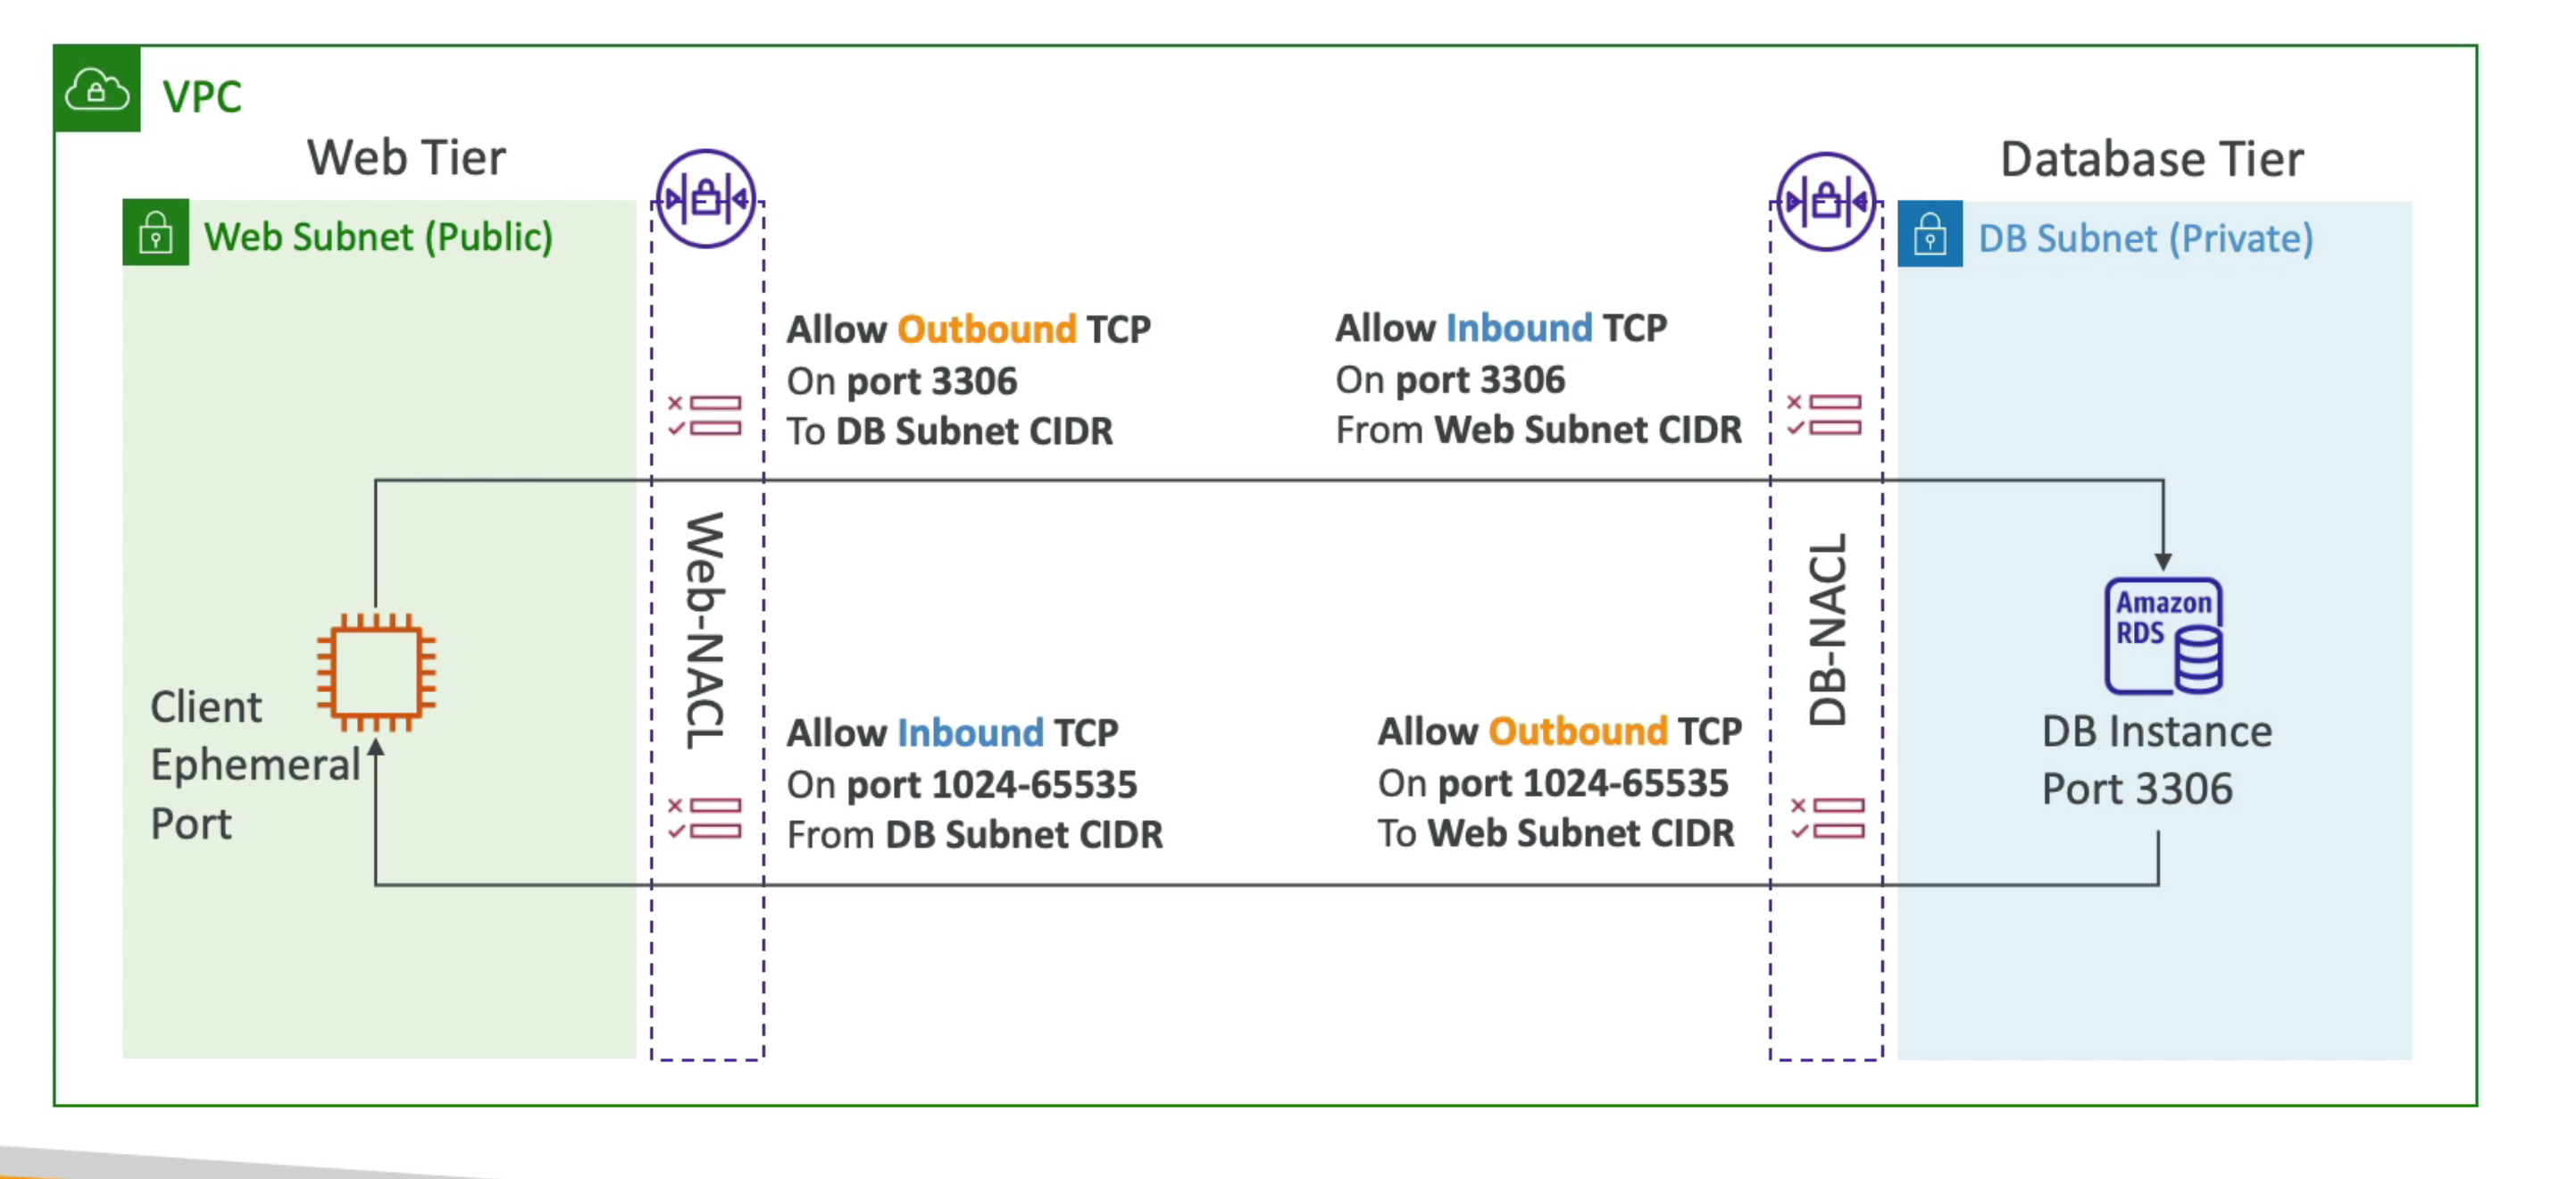 VPC
Web Tier
Database Tier
Web Subnet (Public)
DB Subnet (Private)
Allow Outbound TCP
On port 3306
To DB Subnet CIDR
Allow Inbound TCP
On port 3306
From Web Subnet CIDR
Web-NACL
DB-NACL
Amazon
RDS
Client
Ephemeral
Port
Allow Inbound TCP
On port 1024-65535
From DB Subnet CIDR
Allow Outbound TCP
On port 1024-65535
To Web Subnet CIDR
DB Instance
Port 3306